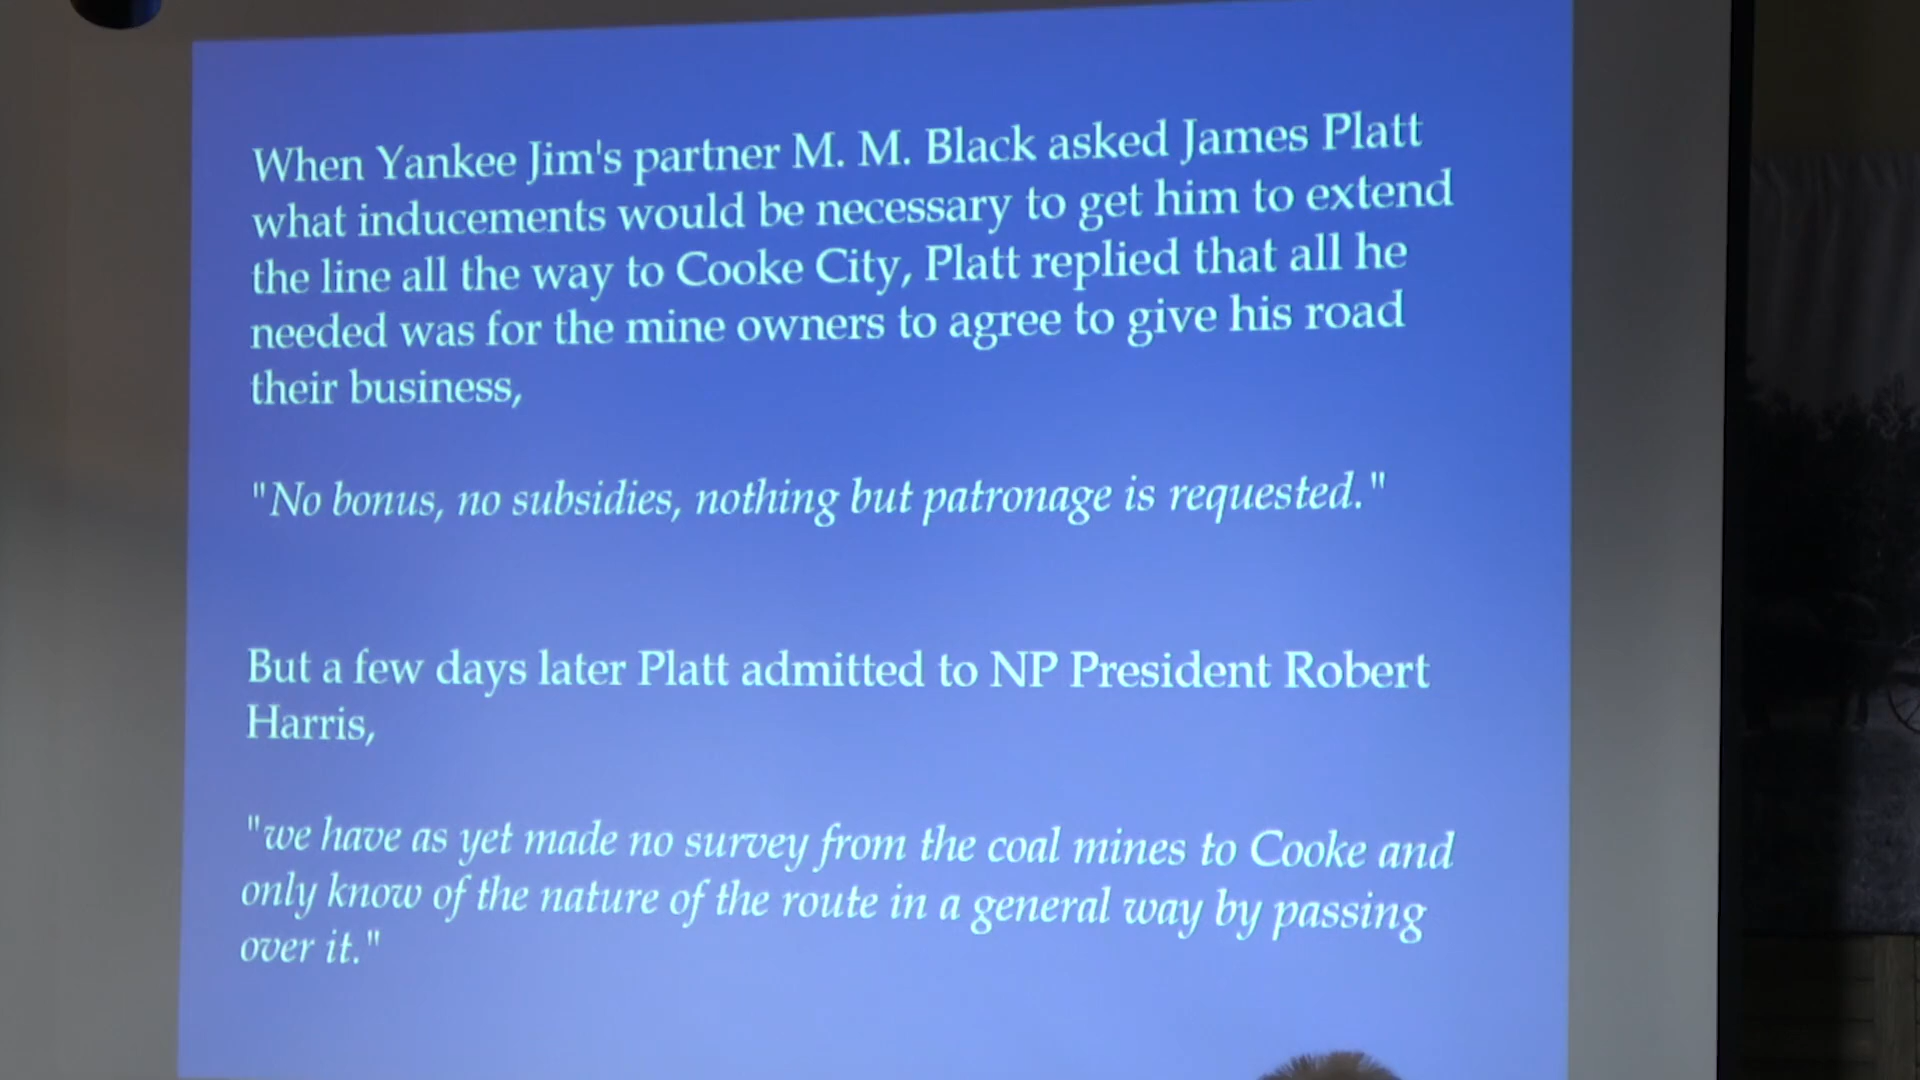 When Yankee Jim's partner M. M. Black asked James Platt
what inducements would be necessary to get him to extend
the line all the way to Cooke City, Platt replied that all he
needed was for the mine owners to agree to give his road
their business,
"No bonus, no subsidies, nothing but patronage is requested."
But a few days later Platt admitted to NP President Robert
Harris,
"we have as yet made no survey from the coal mines to Cooke and
only know of the nature of the route in a general way by passing
over it."